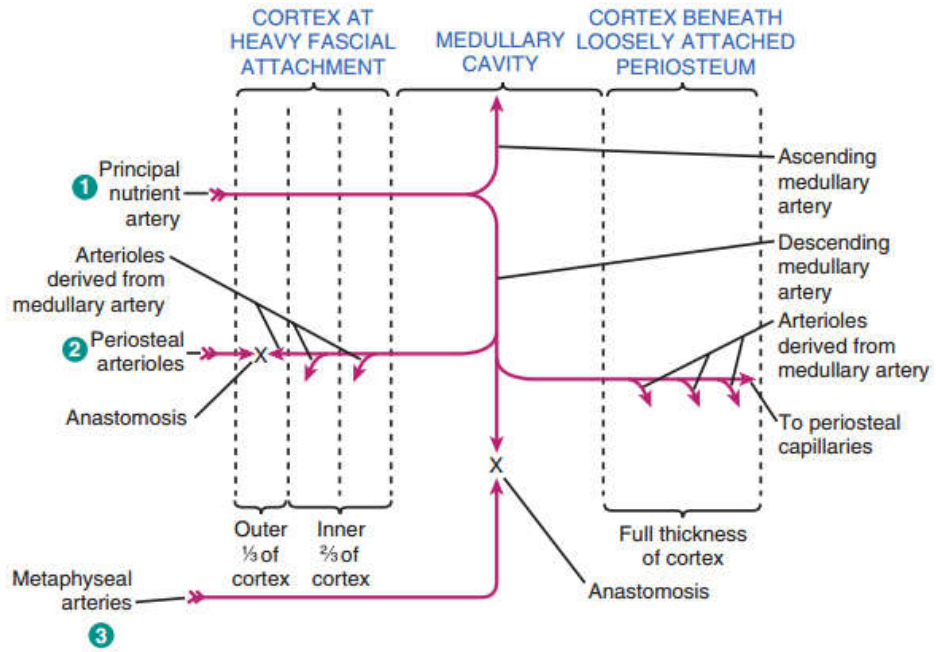 CORTEX AT
HEAVY FASCIAL
ATTACHMENT
MEDULLARY
CAVITY
CORTEX BENEATH
LOOSELY ATTACHED
PERIOSTEUM
1 Principal
nutrient
artery
Ascending
medullary
artery
Arterioles
derived from
medullary artery
Descending
medullary
artery
2 Periosteal
arterioles
X
Arterioles
derived from
medullary artery
Anastomosis
To periosteal
capillaries
X
Outer
⅓ of
cortex
Inner
⅔ of
cortex
Full thickness
of cortex
Metaphyseal
arteries
3
Anastomosis